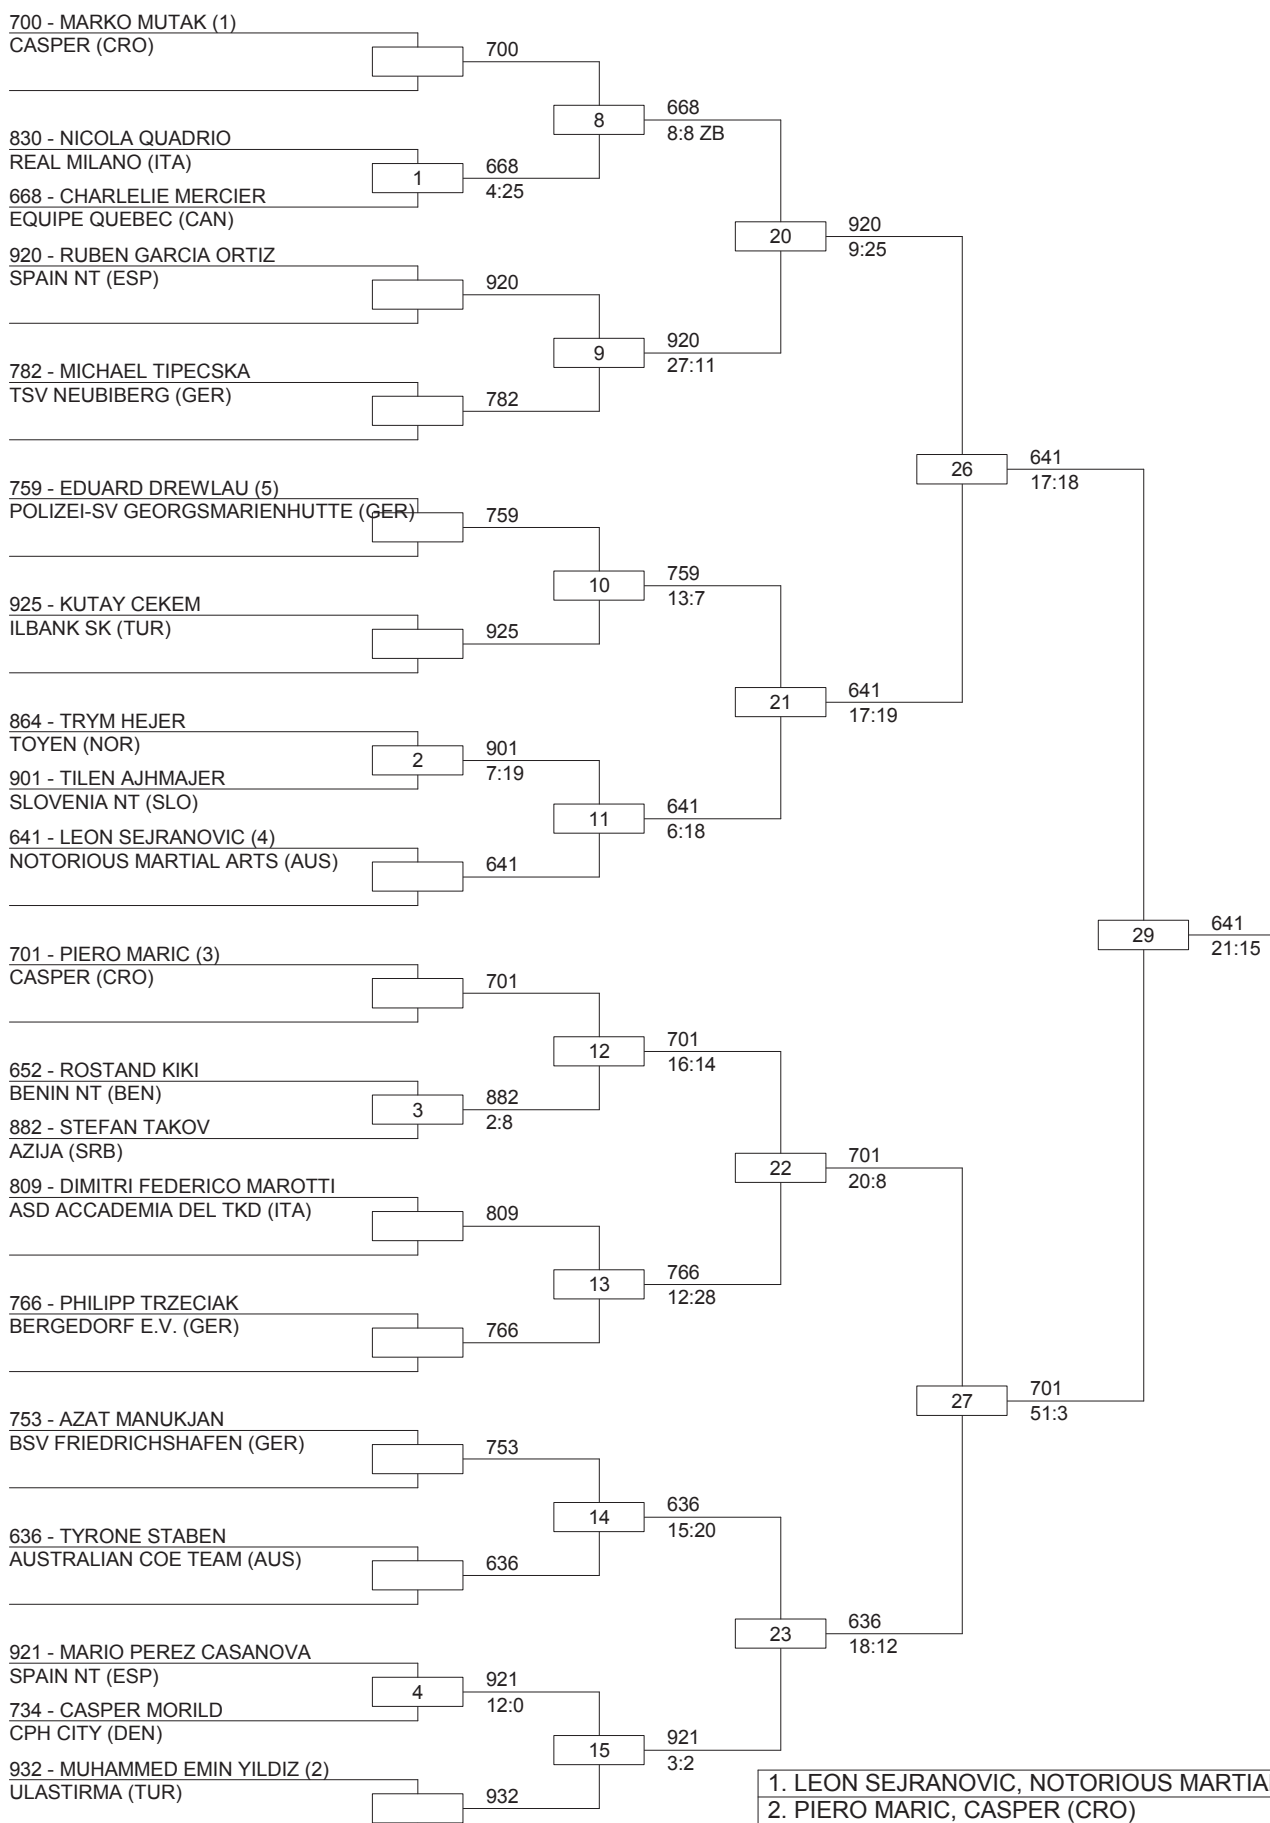 700 - MARKO MUTAK (1)
CASPER (CRO)
700
8
668
8:8 ZB
830 - NICOLA QUADRIO
REAL MILANO (ITA)
1
668
4:25
668 - CHARLELIE MERCIER
EQUIPE QUEBEC (CAN)
20
920
9:25
920 - RUBEN GARCIA ORTIZ
SPAIN NT (ESP)
920
9
920
27:11
782 - MICHAEL TIPECSKA
TSV NEUBIBERG (GER)
782
26
641
17:18
759 - EDUARD DREWLAU (5)
POLIZEI-SV GEORGSMARIENHUTTE (GER)
759
10
759
13:7
925 - KUTAY CEKEM
ILBANK SK (TUR)
925
21
641
17:19
864 - TRYM HEJER
TOYEN (NOR)
2
901
7:19
901 - TILEN AJHMAJER
SLOVENIA NT (SLO)
11
641
6:18
641 - LEON SEJRANOVIC (4)
NOTORIOUS MARTIAL ARTS (AUS)
641
29
641
21:15
701 - PIERO MARIC (3)
CASPER (CRO)
701
12
701
16:14
652 - ROSTAND KIKI
BENIN NT (BEN)
3
882
2:8
882 - STEFAN TAKOV
AZIJA (SRB)
22
701
20:8
809 - DIMITRI FEDERICO MAROTTI
ASD ACCADEMIA DEL TKD (ITA)
809
13
766
12:28
766 - PHILIPP TRZECIAK
BERGEDORF E.V. (GER)
766
27
701
51:3
753 - AZAT MANUKJAN
BSV FRIEDRICHSHAFEN (GER)
753
14
636
15:20
636 - TYRONE STABEN
AUSTRALIAN COE TEAM (AUS)
636
23
636
18:12
921 - MARIO PEREZ CASANOVA
SPAIN NT (ESP)
4
921
12:0
734 - CASPER MORILD
CPH CITY (DEN)
15
921
3:2
932 - MUHAMMED EMIN YILDIZ (2)
ULASTIRMA (TUR)
932
1. LEON SEJRANOVIC, NOTORIOUS MARTIAL
2. PIERO MARIC, CASPER (CRO)